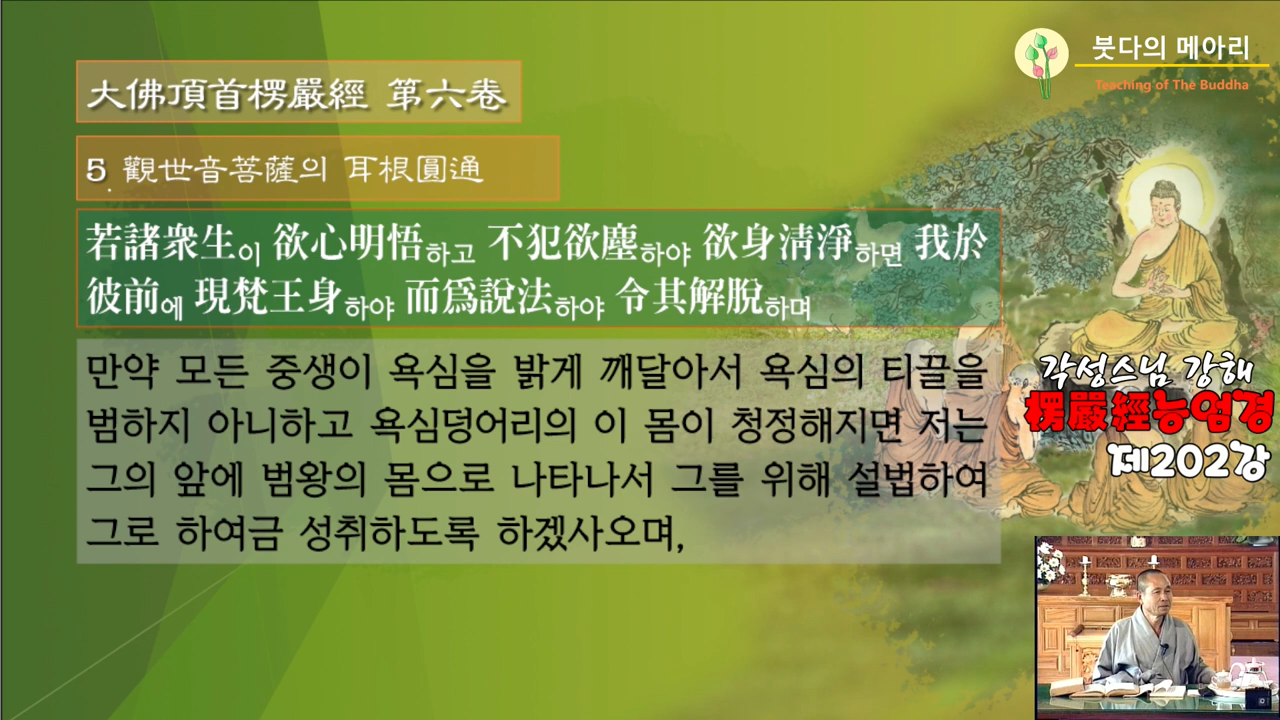 大佛頂首楞嚴經 第六卷
5. 觀世音菩薩의 耳根圓通
若諸衆生이 欲心明悟하고 不犯欲塵하야 欲身淸淨하면 我於
彼前에 現梵王身하야 而爲說法하야 令其解脫하며
만약 모든 중생이 욕심을 밝게 깨달아서 욕심의 티끌을
범하지 아니하고 욕심덩어리의 이 몸이 청정해지면 저는
그의 앞에 범왕의 몸으로 나타나서 그를 위해 설법하여
그로 하여금 성취하도록 하겠사오며,
붓다의 메아리
Teaching of The Buddha
각성스님 강해
楞嚴經능엄경
제202강